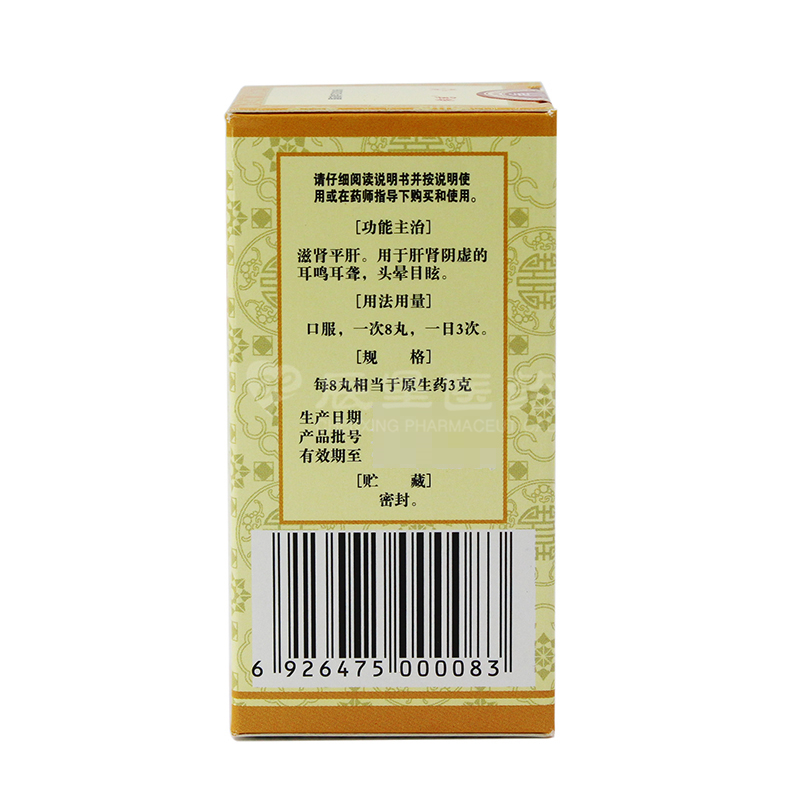 请仔细阅读说明书并按说明使
用或在药师指导下购买和使用。
[功能主治]
滋肾平肝。用于肝肾阴虚的
耳鸣耳聋，头晕目眩。
[用法用量]
口服，一次8丸，一日3次。
[规 格]
每8丸相当于原生药3克
生产日期
产品批号
有效期至
[贮 藏]
密封。
6 926475 000083